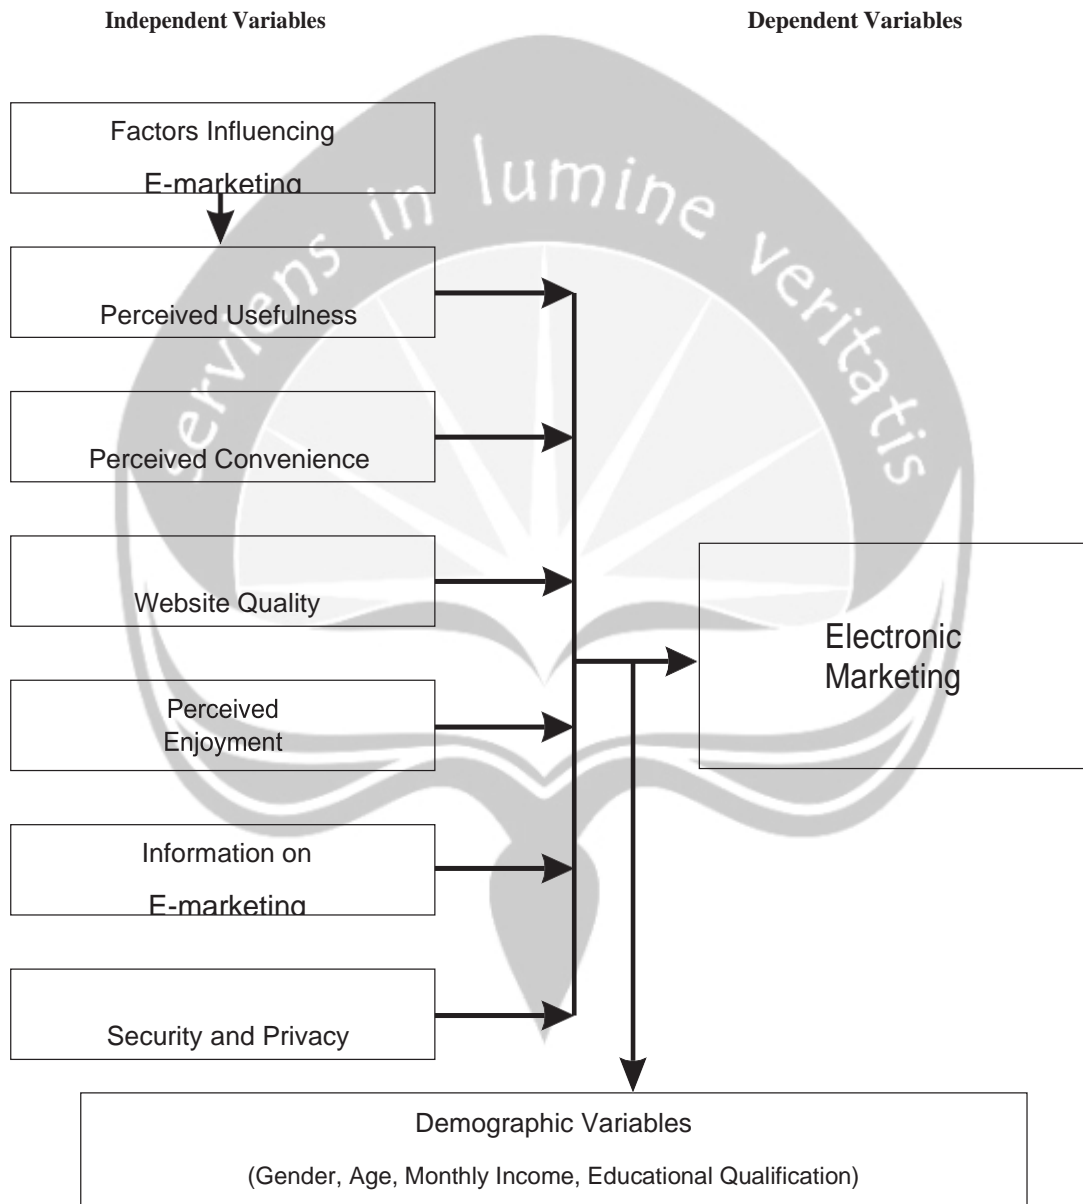 Independent Variables
Dependent Variables
Factors Influencing
E-marketing
serviens in lumine veritatis
Perceived Usefulness
Perceived Convenience
Website Quality
Electronic
Marketing
Perceived
Enjoyment
Information on
E-marketing
Security and Privacy
Demographic Variables
(Gender, Age, Monthly Income, Educational Qualification)